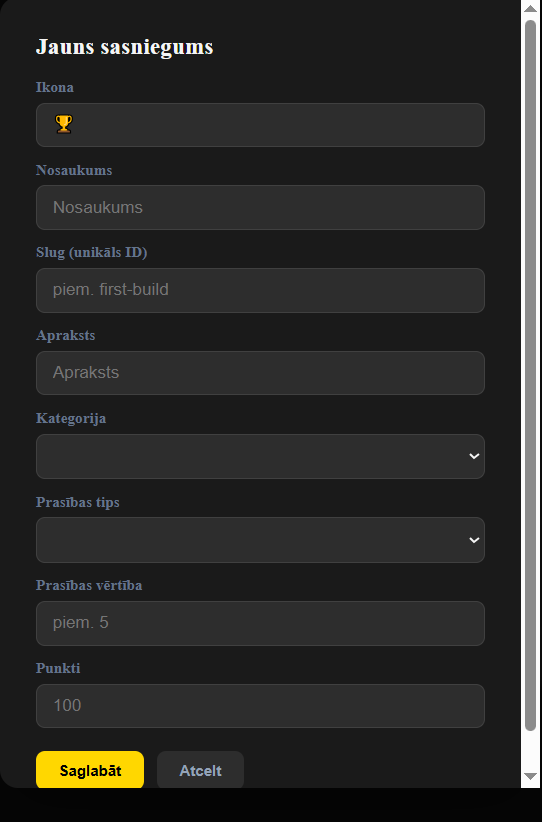 Jauns sasniegums
Ikona
🏆
Nosaukums
Nosaukums
Slug (unikāls ID)
piem. first-build
Apraksts
Apraksts
Kategorija
Prasības tips
Prasības vērtība
piem. 5
Punkti
100
Saglabāt Atcelt